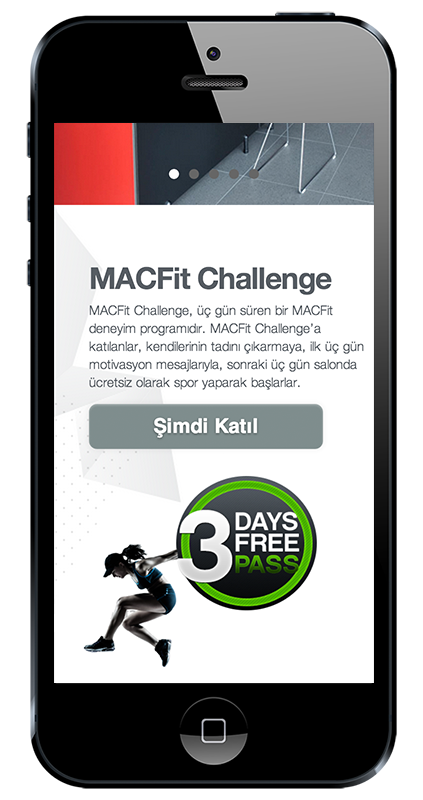 MACFit Challenge
MACFit Challenge, üç gün süren bir MACFit
deneyim programıdır. MACFit Challenge'a
katılanlar, kendilerinin tadını çıkarmaya, ilk üç gün
motivasyon mesajlarıyla, sonraki üç gün salonda
ücretsiz olarak spor yaparak başlarlar.
Şimdi Katıl
3 DAYS
FREE
PASS